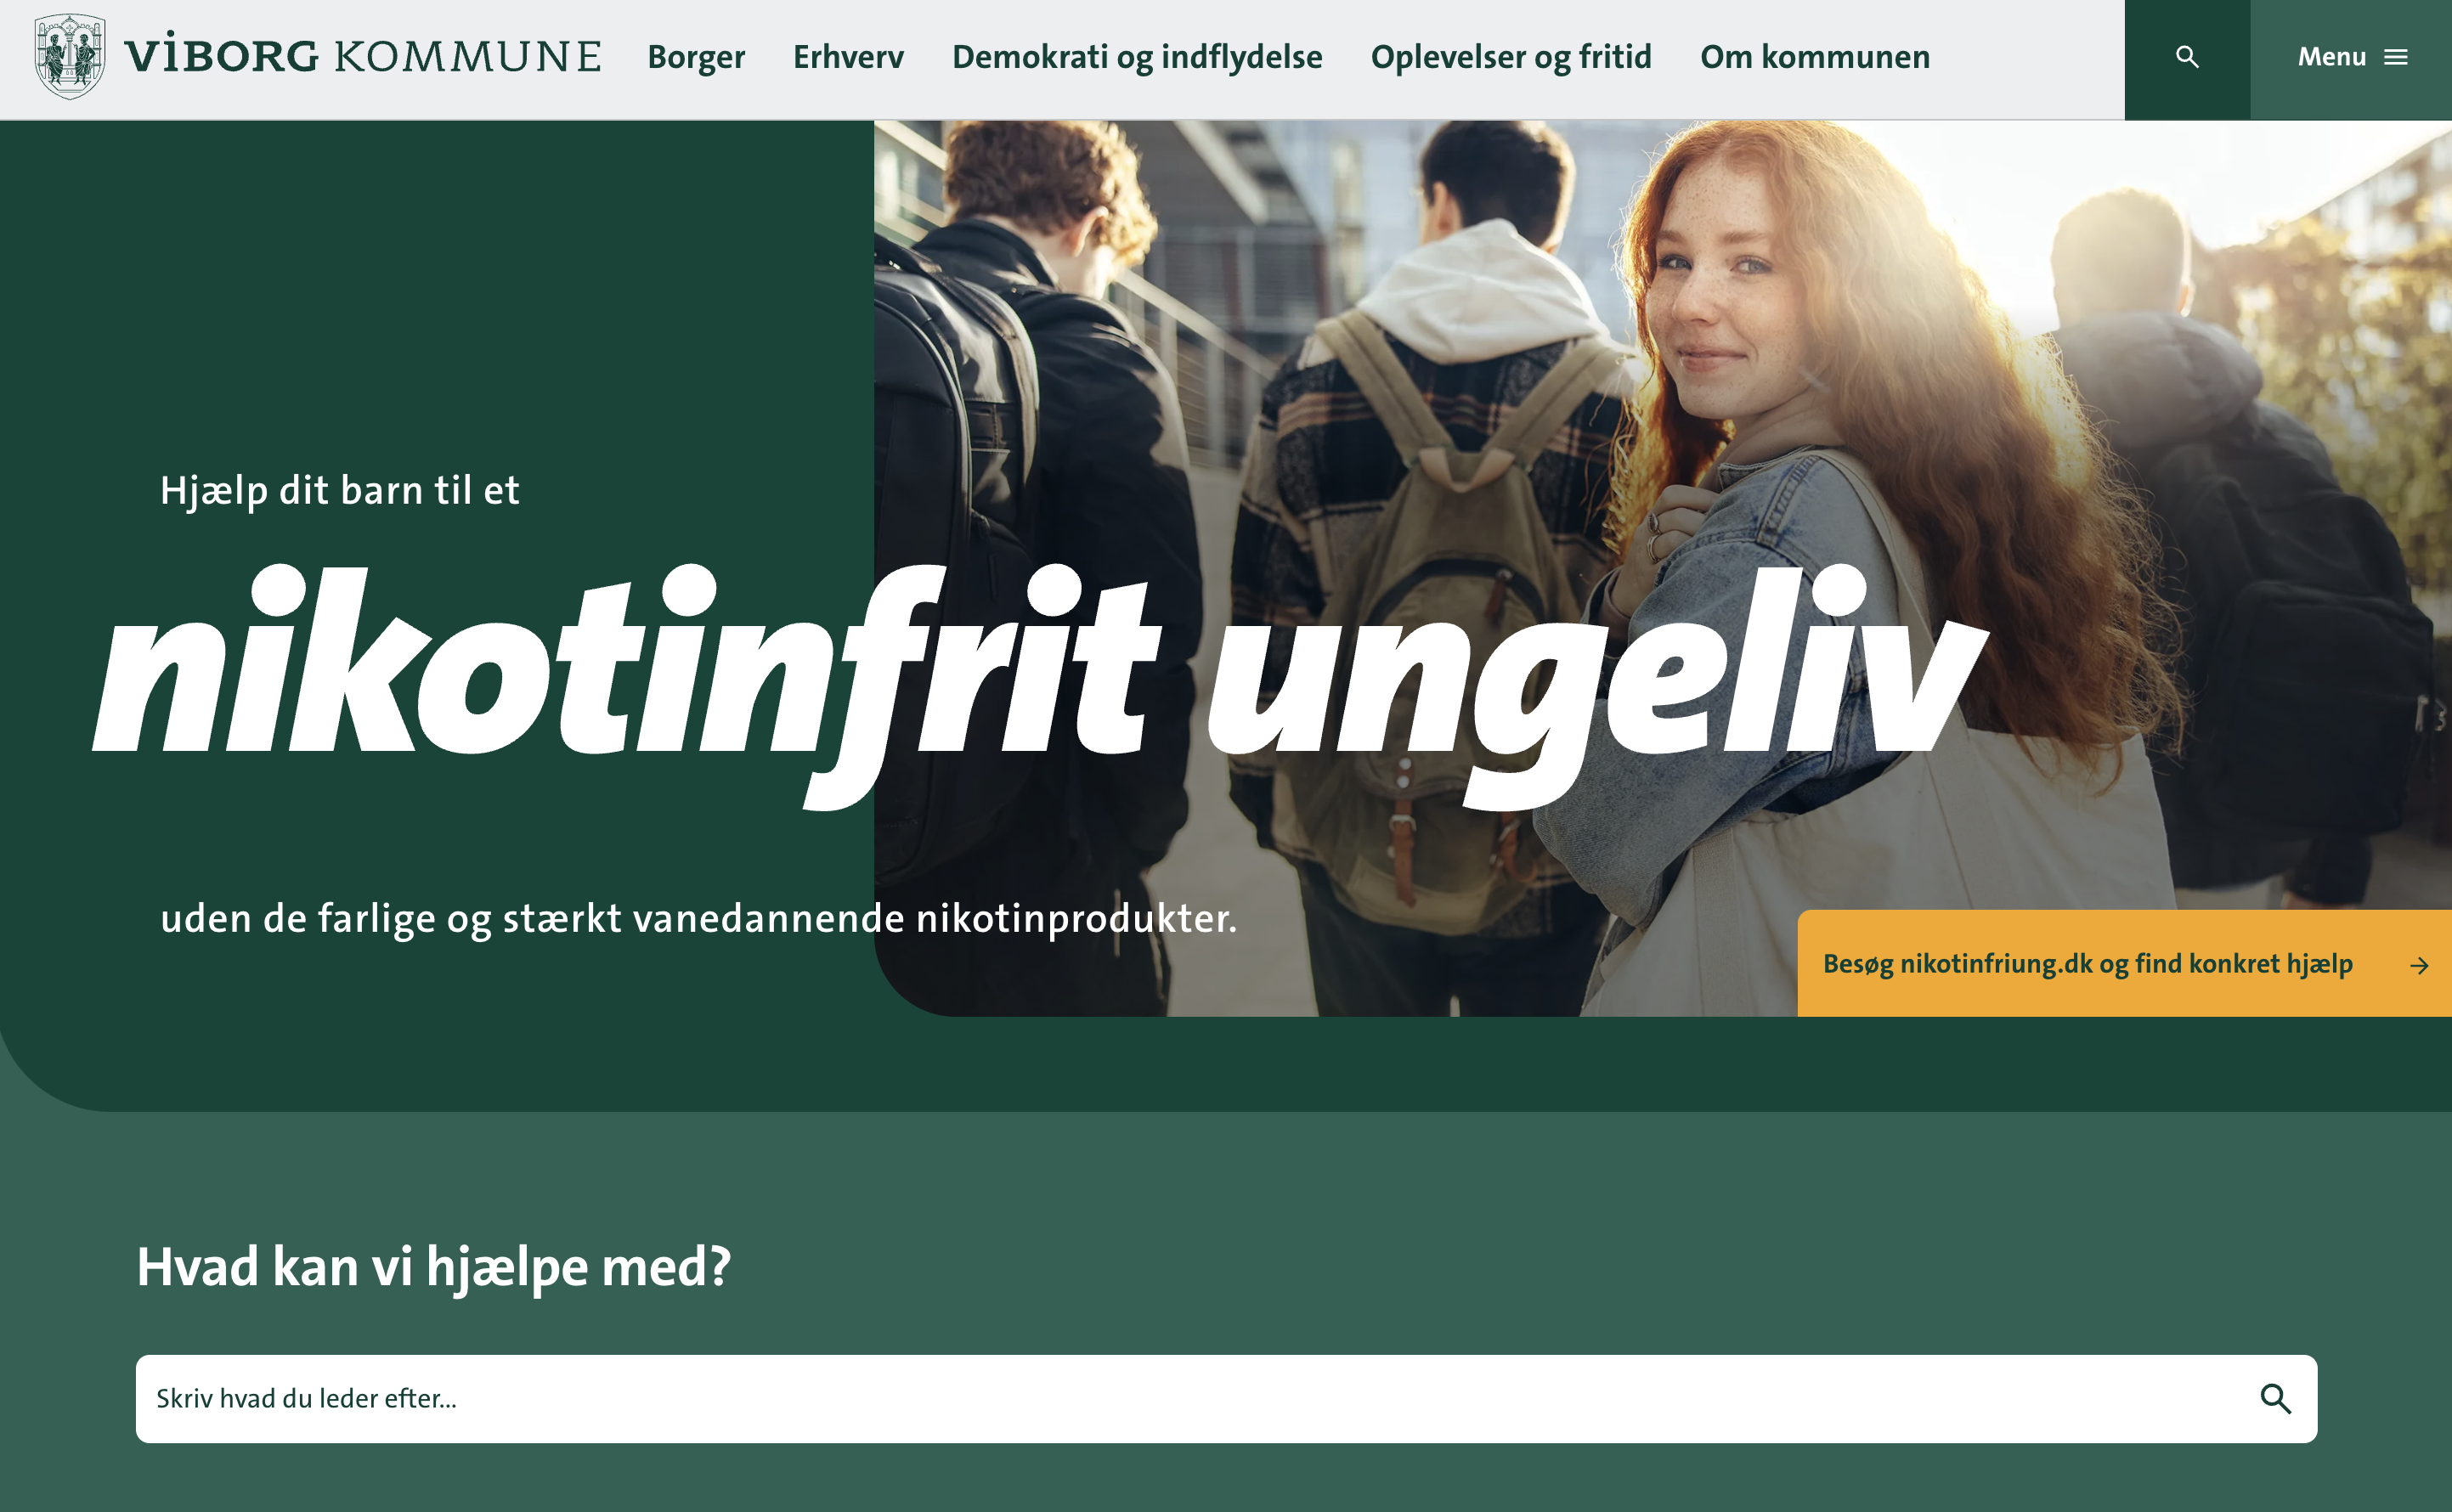 VIBORG KOMMUNE
Borger
Erhverv
Demokrati og indflydelse
Oplevelser og fritid
Om kommunen
Menu
Hjælp dit barn til et
nikotinfrit ungeliv
uden de farlige og stærkt vanedannende nikotinprodukter.
Besøg nikotinfriung.dk og find konkret hjælp
Hvad kan vi hjælpe med?
Skriv hvad du leder efter...